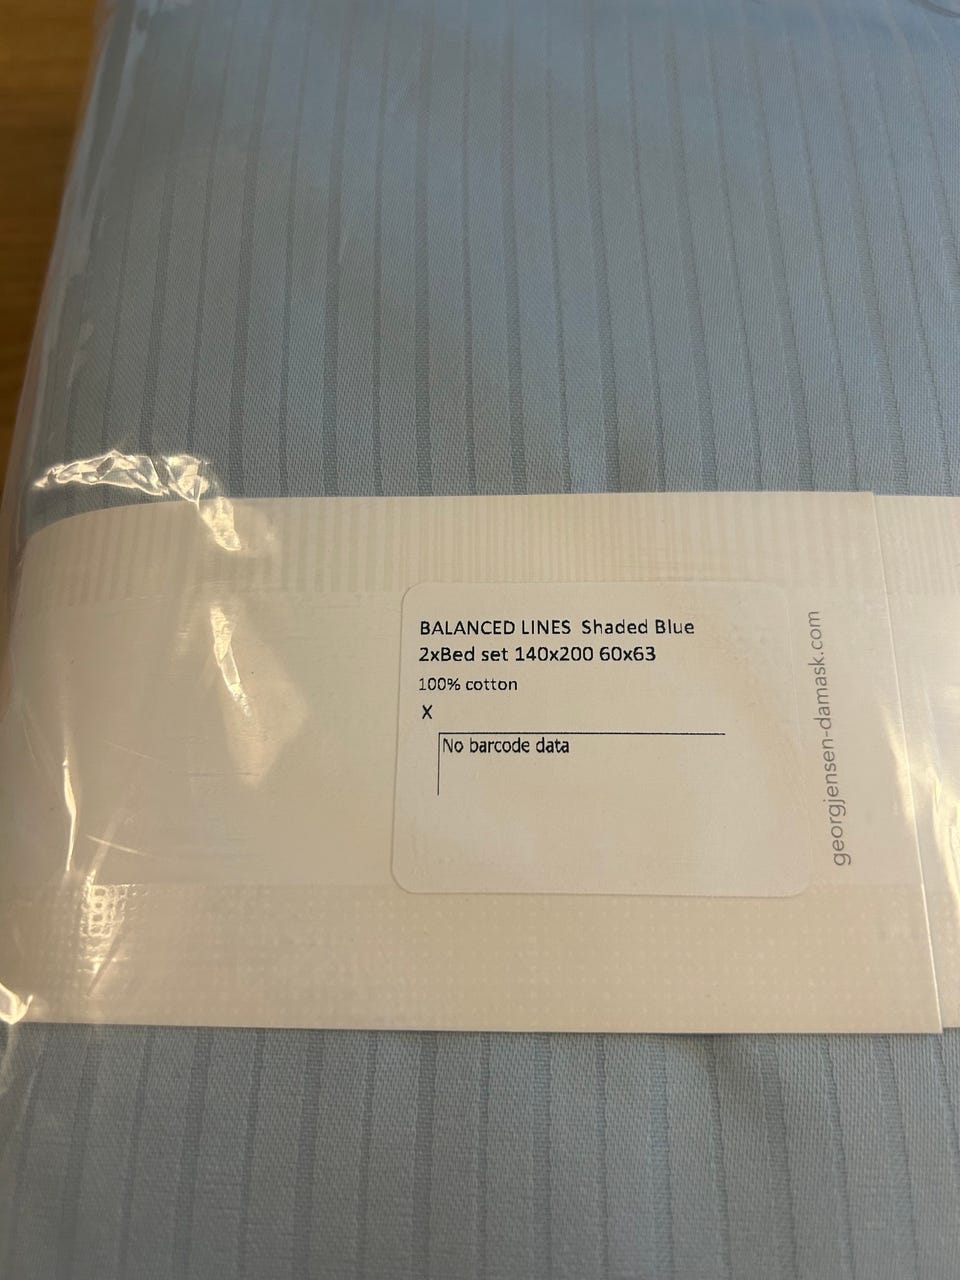 BALANCED LINES Shaded Blue
2xBed set 140x200 60x63
100% cotton
X
No barcode data
georgjensen-damask.com